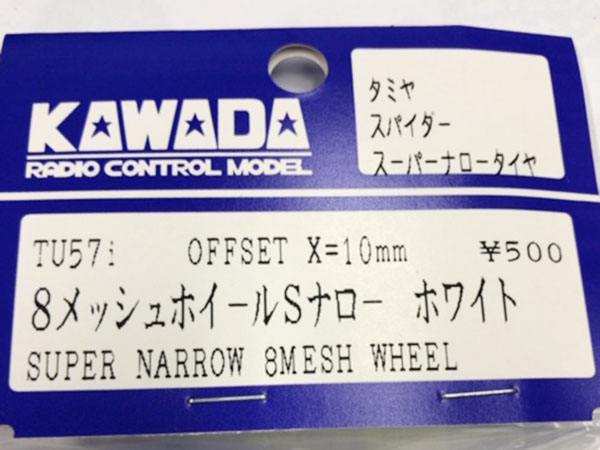 KAWADA
RADIO CONTROL MODEL
タミヤ
スパイダー
スーパーナロータイヤ
TU57i OFFSET X=10mm ¥500
8メッシュホイールSナロー ホワイト
SUPER NARROW 8MESH WHEEL